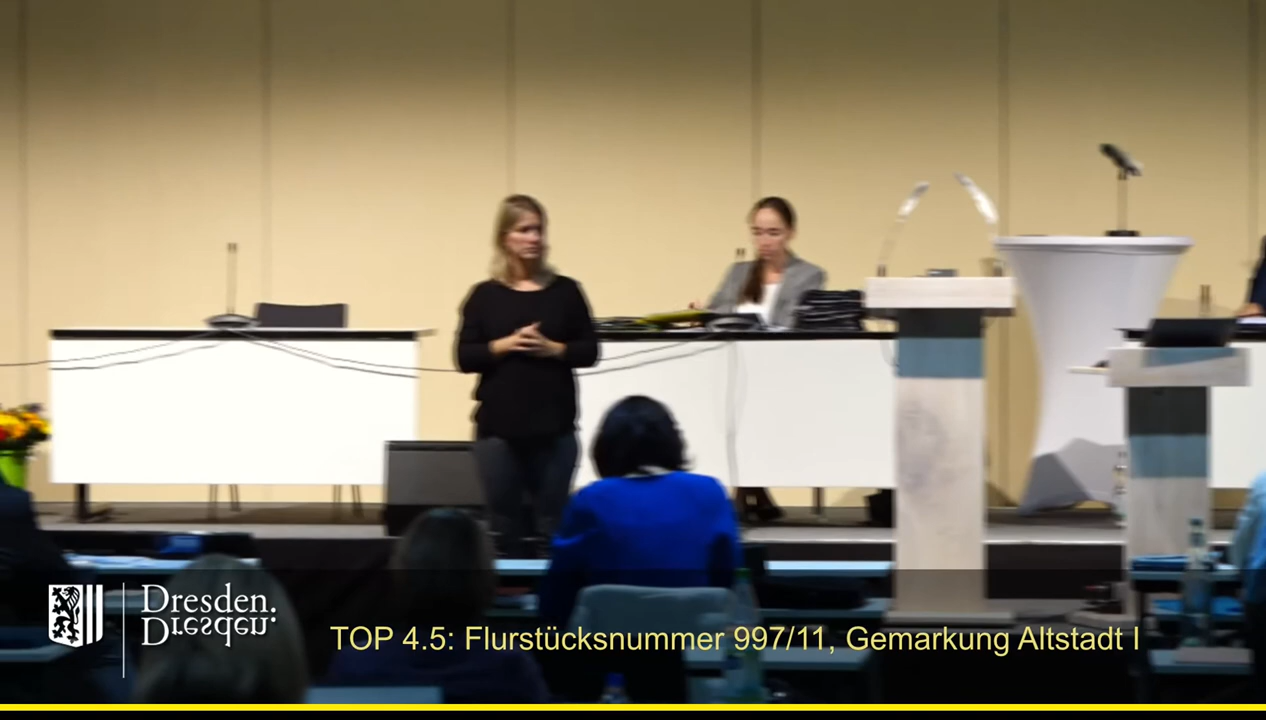 Dresden.
Dresden.
TOP 4.5: Flurstücksnummer 997/11, Gemarkung Altstadt I